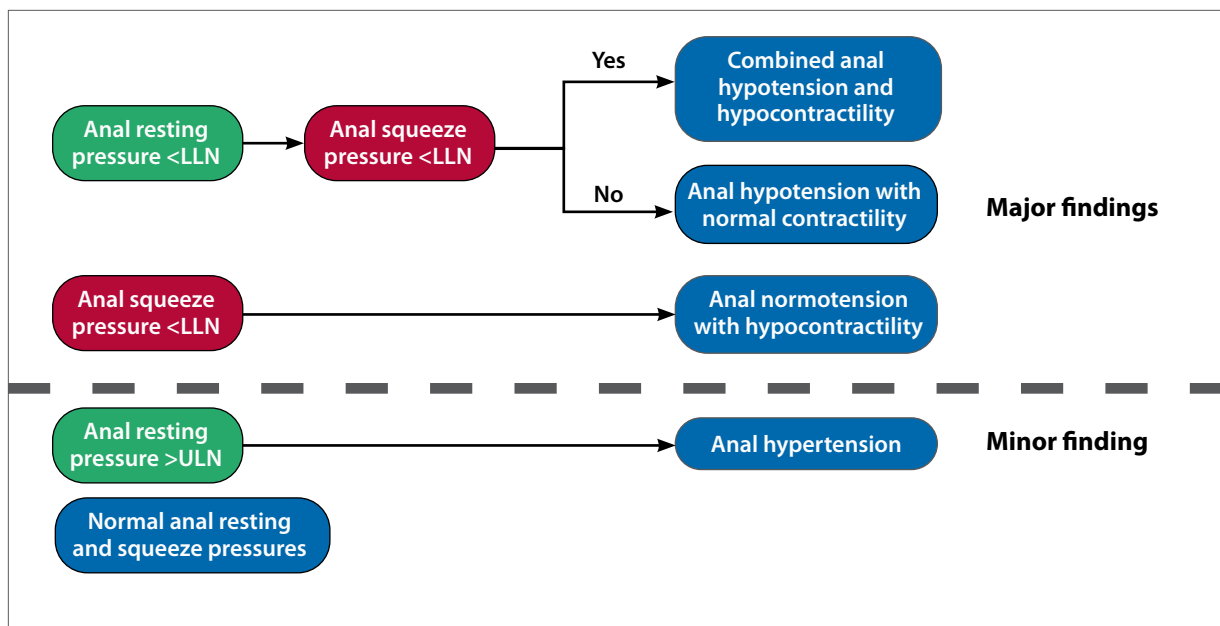 Yes
Combined anal
hypotension and
hypocontractility
Anal resting
pressure <LLN
Anal squeeze
pressure <LLN
No
Anal hypotension with
normal contractility
Major findings
Anal squeeze
pressure <LLN
Anal normotension
with hypocontractility
Anal resting
pressure >ULN
Anal hypertension
Minor finding
Normal anal resting
and squeeze pressures